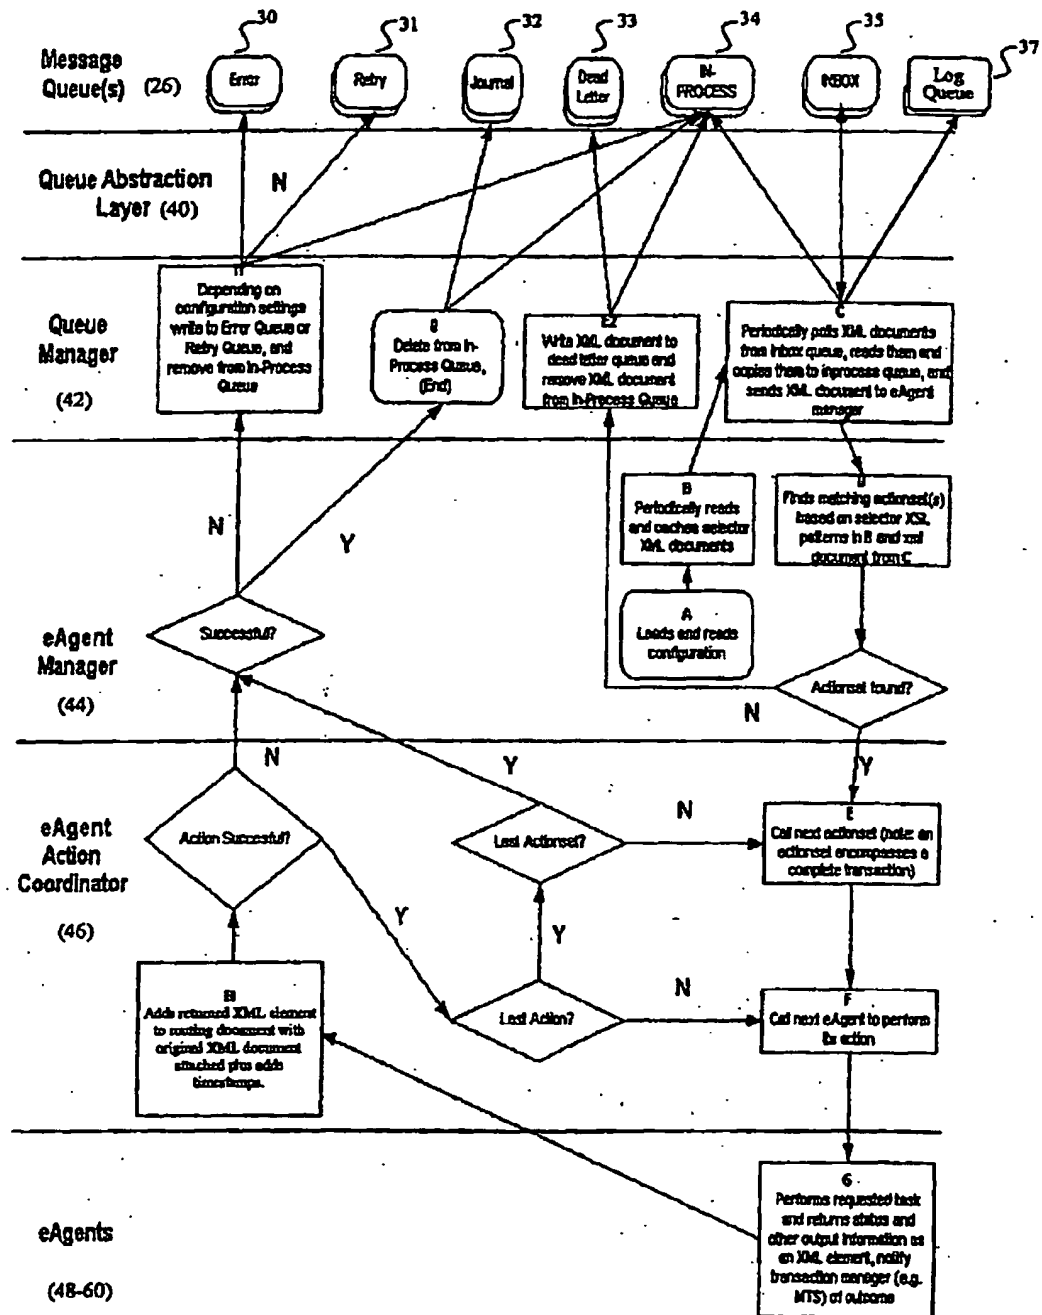 30
31
32
33
34
35
37
Message
Queue(s) (26)
Error
Retry
Journal
Dead
Letter
IN-
PROCESS
INBOX
Log
Queue
Queue Abstraction
Layer (40)
N
Queue
Manager
(42)
Depending on
configuration settings
write to Error Queue or
Retry Queue, and
remove from In-Process
Queue
Delete from In-
Process Queue,
(End)
E2
Write XML document to
dead letter queue and
remove XML document
from In-Process Queue
C
Periodically polls XML documents
from inbox queue, reads them and
copies them to inprocess queue, and
sends XML document to eAgent
manager
N
Y
B
Periodically reads
and caches selector
XML documents
Finds matching actionset(s)
based on selector XSL
patterns in B and xml
document from C
A
Loads and reads
configuration
eAgent
Manager
(44)
Successful?
Actionset found?
N
N
Y
Y
eAgent
Action
Coordinator
(46)
Action Successful?
Last Actionset?
N
E
Call next actionset (note: an
actionset encompasses a
complete transaction)
Y
Y
Adds returned XML element
to routing document with
original XML document
attached plus adds
timestamps.
Last Action?
N
F
Call next eAgent to perform
its action
eAgents
(48-60)
G
Performs requested task
and returns status and
other output information as
an XML element, notify
transaction manager (e.g.
MTS) of outcome